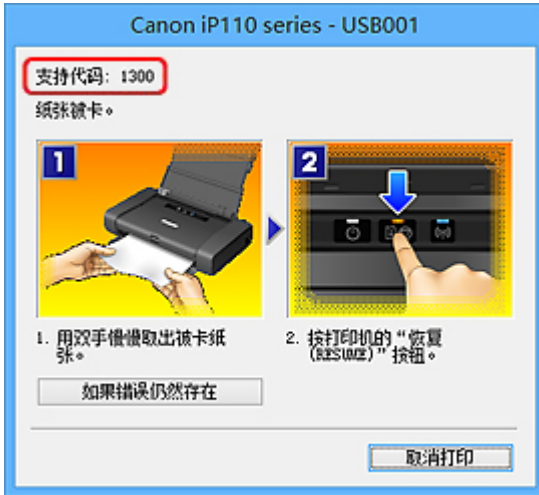 Canon iP110 series - USB001
支持代码: 1300
纸张被卡。
1
2
1. 用双手慢慢取出被卡纸
张。
2. 按打印机的“恢复
(RESUME)”按钮。
如果错误仍然存在
取消打印